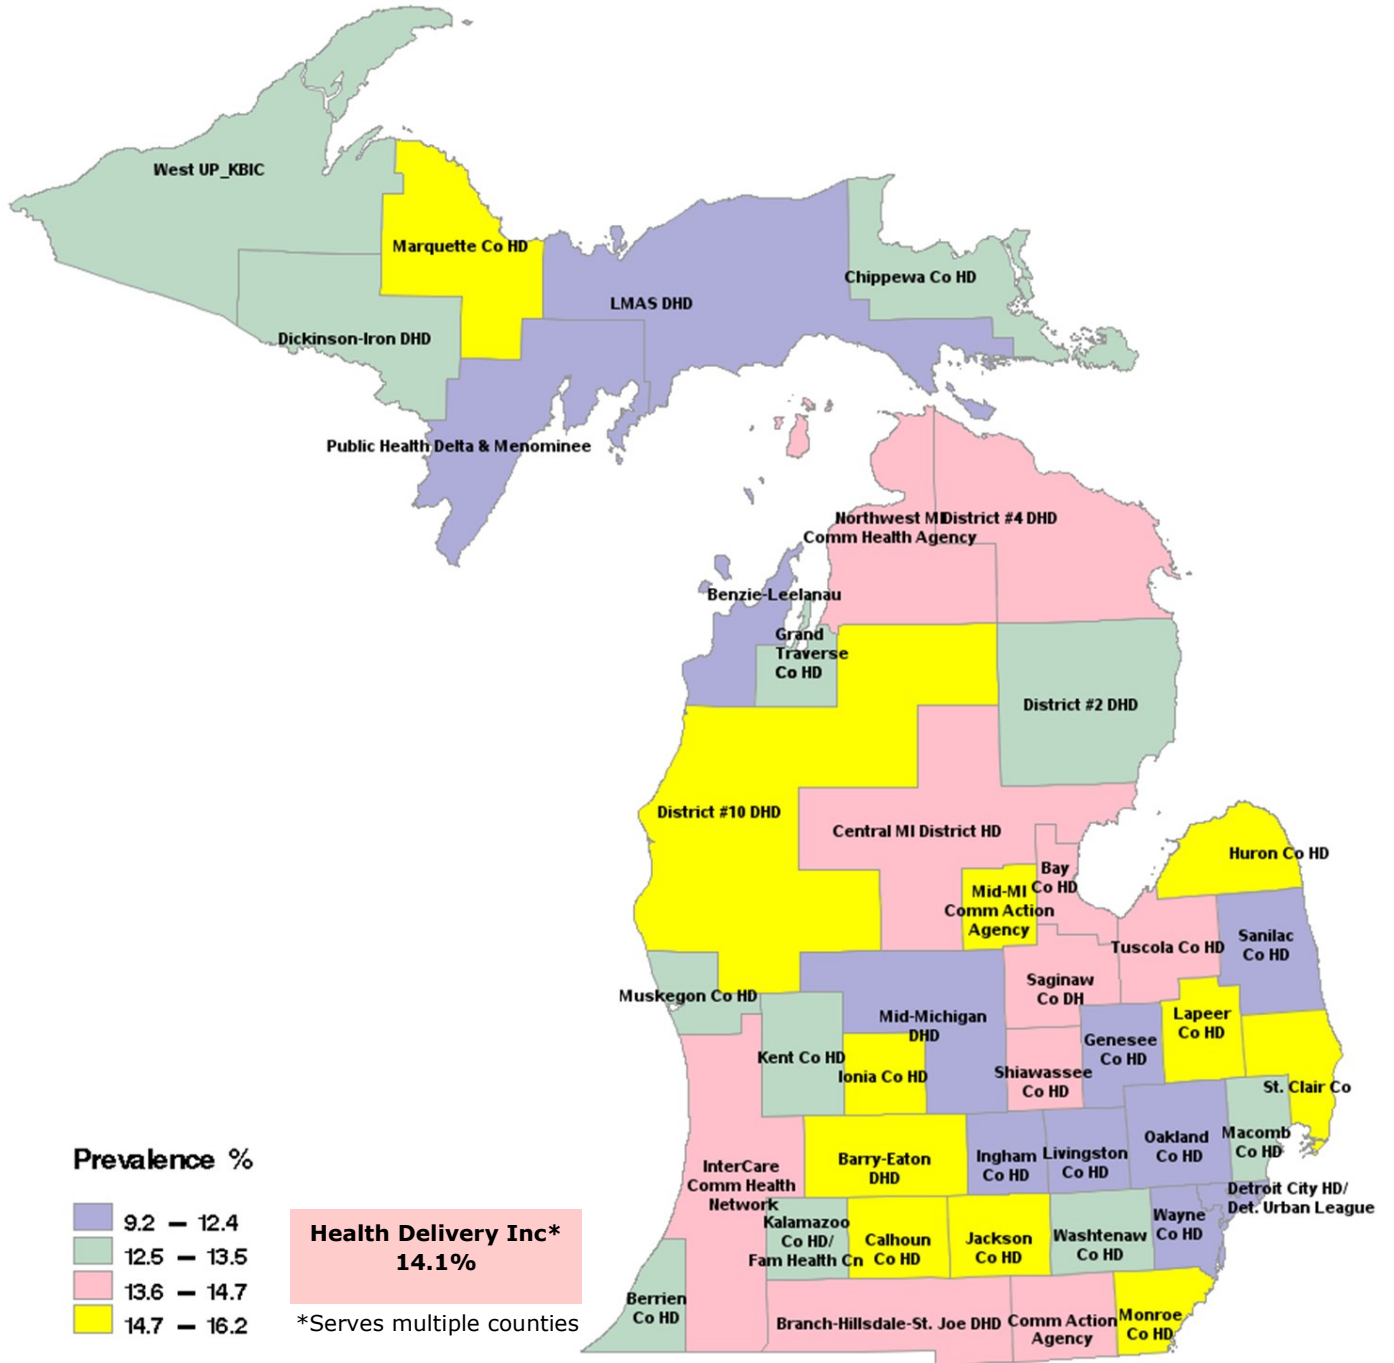 West UP_KBIC
Marquette Co HD
Chippewa Co HD
LMAS DHD
Dickinson-Iron DHD
Public Health Delta & Menominee
Northwest MI
Comm Health Agency
District #4 DHD
Benzie-Leelanau
Grand
Traverse
Co HD
District #2 DHD
District #10 DHD
Central MI District HD
Huron Co HD
Bay
Co HD
Mid-MI
Comm Action
Agency
Tuscola Co HD
Sanilac
Co HD
Saginaw
Co DH
Muskegon Co HD
Mid-Michigan
DHD
Lapeer
Co HD
Genesee
Co HD
Kent Co HD
Ionia Co HD
Shiawassee
Co HD
St. Clair Co
Macomb
Co HD
Oakland
Co HD
Livingston
Co HD
Ingham
Co HD
Barry-Eaton
DHD
InterCare
Comm Health
Network
Detroit City HD/
Det. Urban League
Kalamazoo
Co HD/
Fam Health Cn
Calhoun
Co HD
Jackson
Co HD
Washtenaw
Co HD
Wayne
Co HD
Berrien
Co HD
Branch-Hillsdale-St. Joe DHD
Comm Action
Agency
Monroe
Co HD
Prevalence %
9.2 – 12.4
12.5 – 13.5
13.6 – 14.7
14.7 – 16.2
Health Delivery Inc*
14.1%
*Serves multiple counties